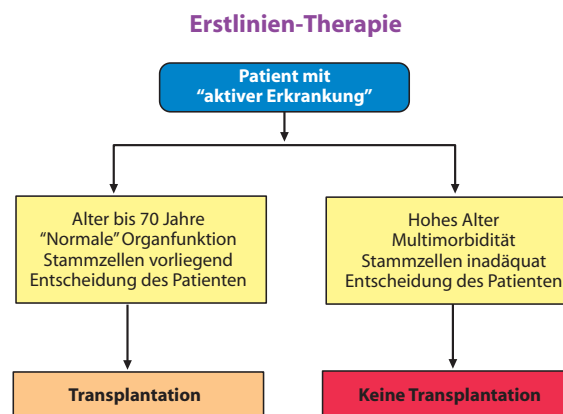 Erstlinien-Therapie
Patient mit
“aktiver Erkrankung”
Alter bis 70 Jahre
“Normale” Organfunktion
Stammzellen vorliegend
Entscheidung des Patienten
Hohes Alter
Multimorbidität
Stammzellen inadäquat
Entscheidung des Patienten
Transplantation
Keine Transplantation